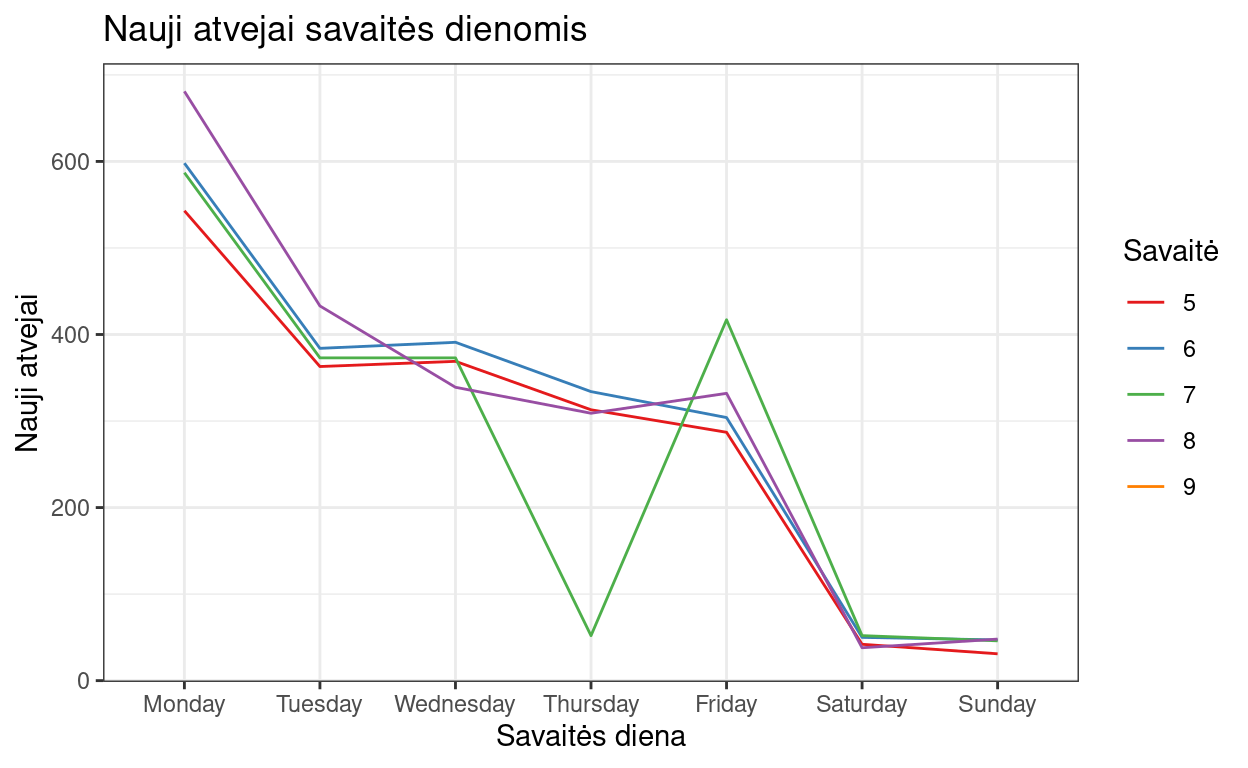 Nauji atvejai savaitės dienomis
Nauji atvejai
600
400
200
0
Monday Tuesday Wednesday Thursday Friday Saturday Sunday
Savaitės diena
Savaitė
5
6
7
8
9